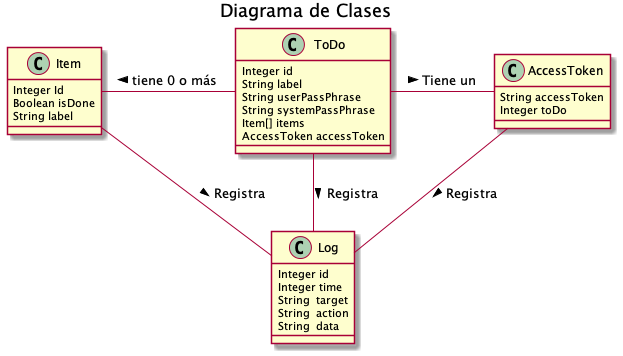 Diagrama de Clases
C Item
Integer Id
Boolean isDone
String label
tiene 0 o más
C ToDo
Integer id
String label
String userPassPhrase
String systemPassPhrase
Item[] items
AccessToken accessToken
Tiene un
C AccessToken
String accessToken
Integer toDo
Registra
Registra
Registra
C Log
Integer id
Integer time
String target
String action
String data